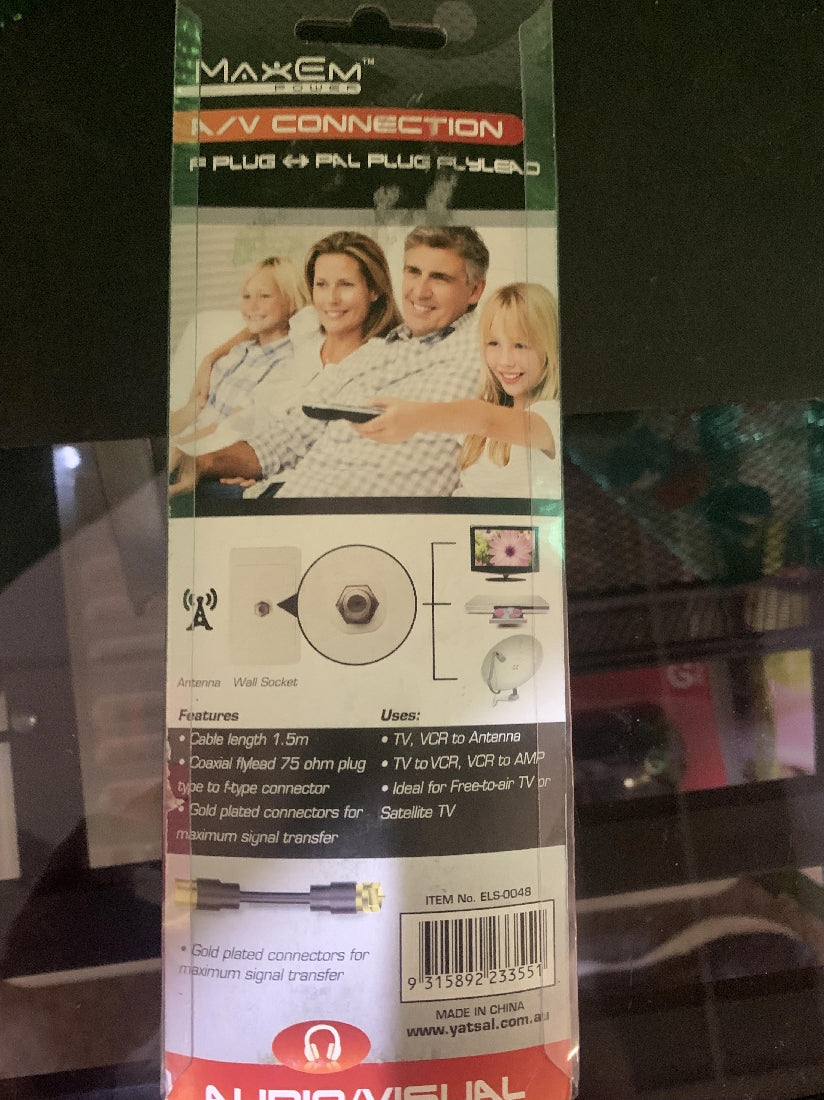 MAXEM™
POWER
A/V CONNECTION
F PLUG ↔ PAL PLUG FLYLEAD
Antenna Wall Socket
Features
• Cable length 1.5m
• Coaxial flylead 75 ohm plug
type to f-type connector
• Gold plated connectors for
maximum signal transfer
Uses:
• TV, VCR to Antenna
• TV to VCR, VCR to AMP
• Ideal for Free-to-air TV or
Satellite TV
• Gold plated connectors for
maximum signal transfer
ITEM No. ELS-0048
9 315892 233551
MADE IN CHINA
www.yatsal.com.au
AUDIO/VISUAL